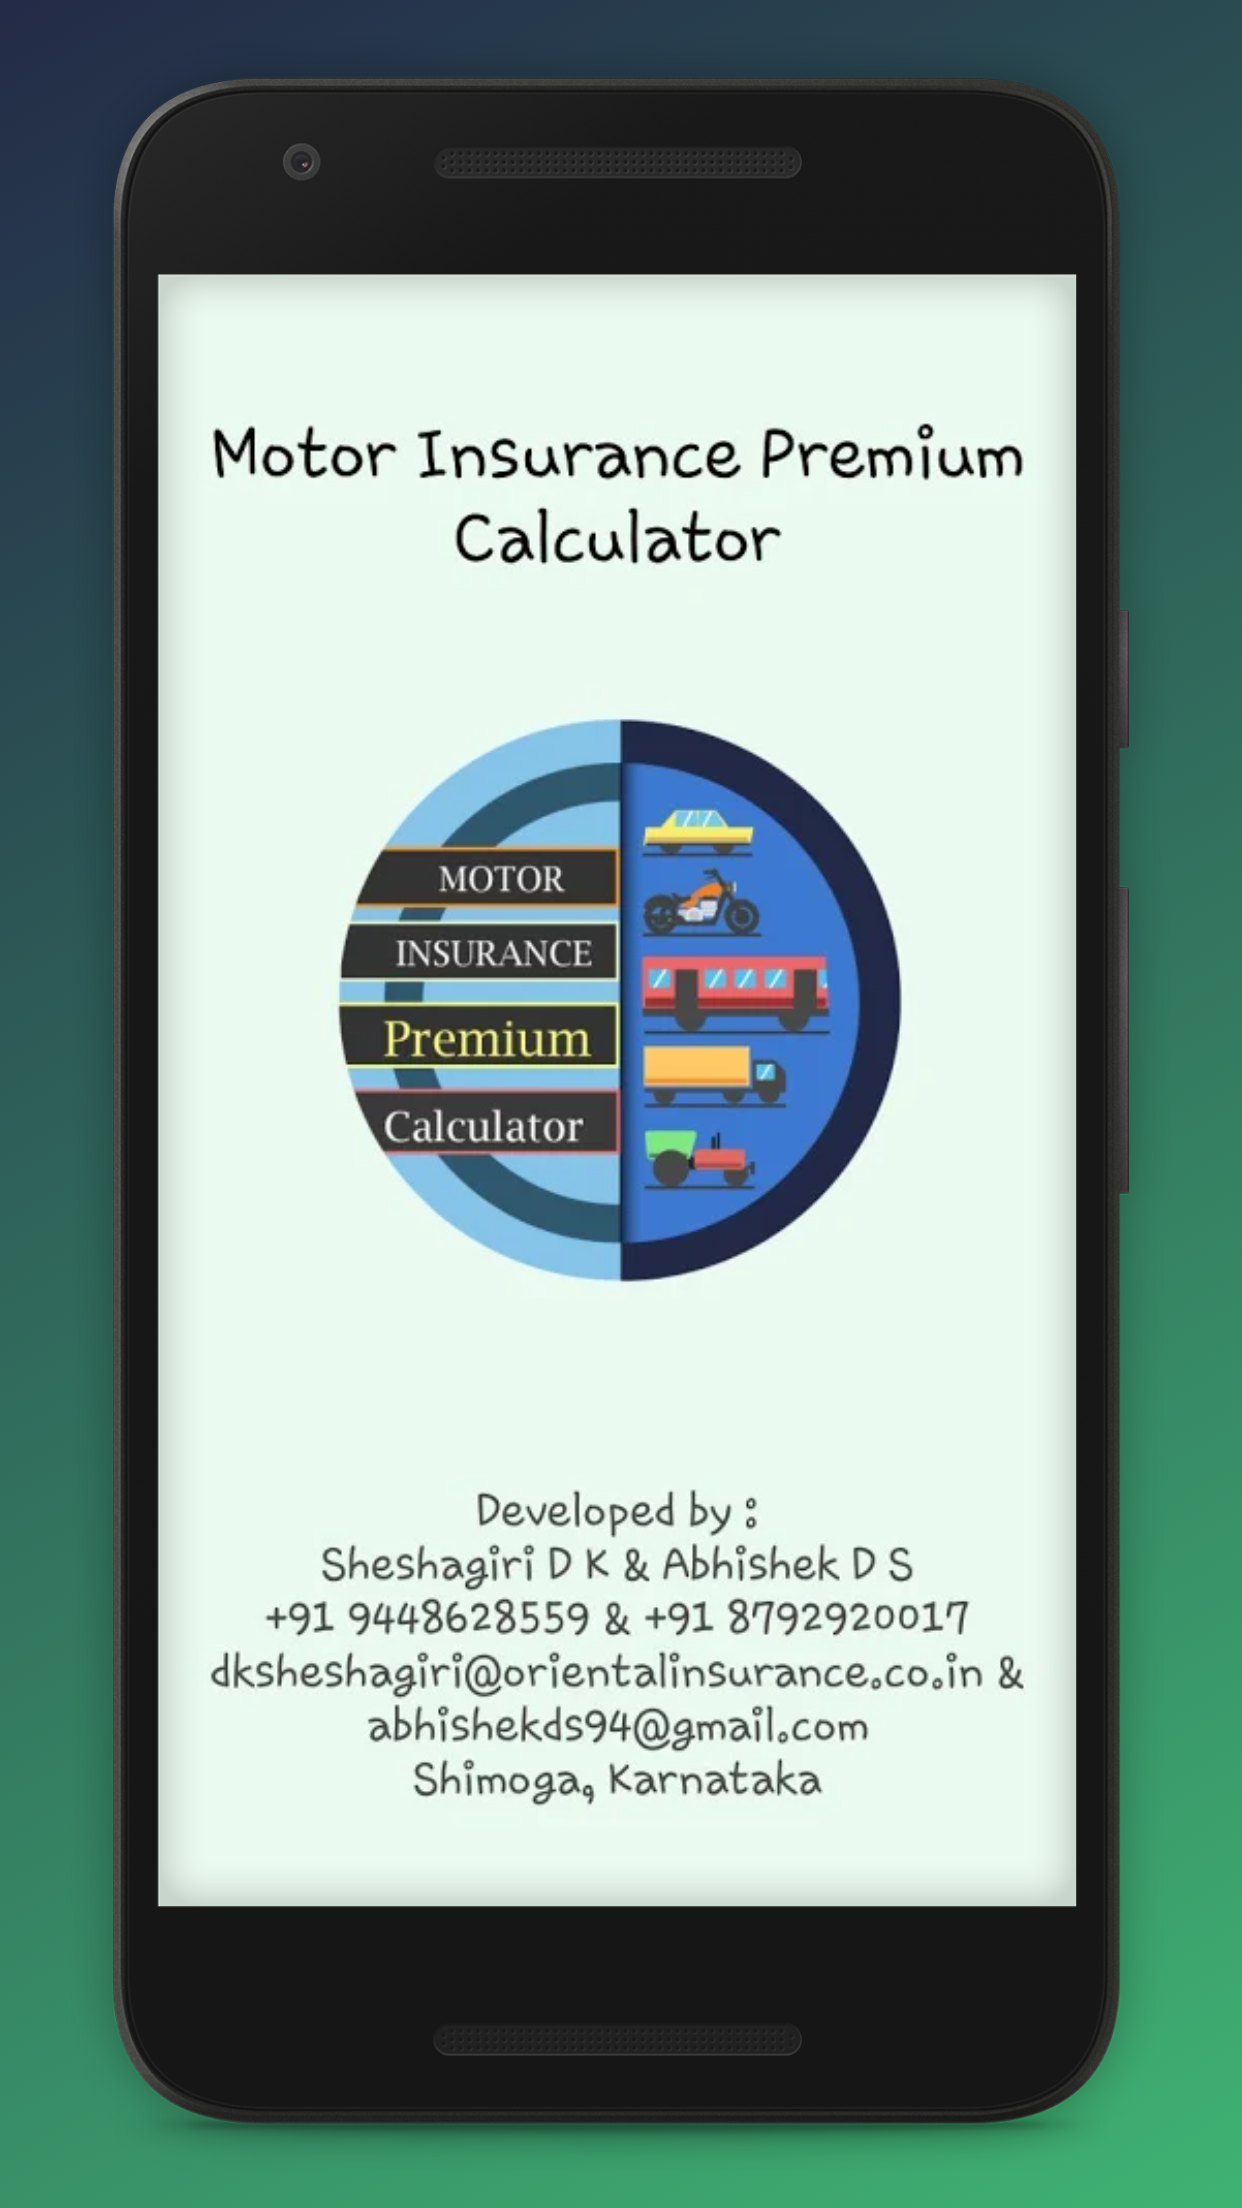 Motor Insurance Premium
Calculator
MOTOR
INSURANCE
Premium
Calculator
Developed by :
Sheshagiri D K & Abhishek D S
+91 9448628559 & +91 8792920017
dksheshagiri@orientalinsurance.co.in &
abhishekds94@gmail.com
Shimoga, Karnataka